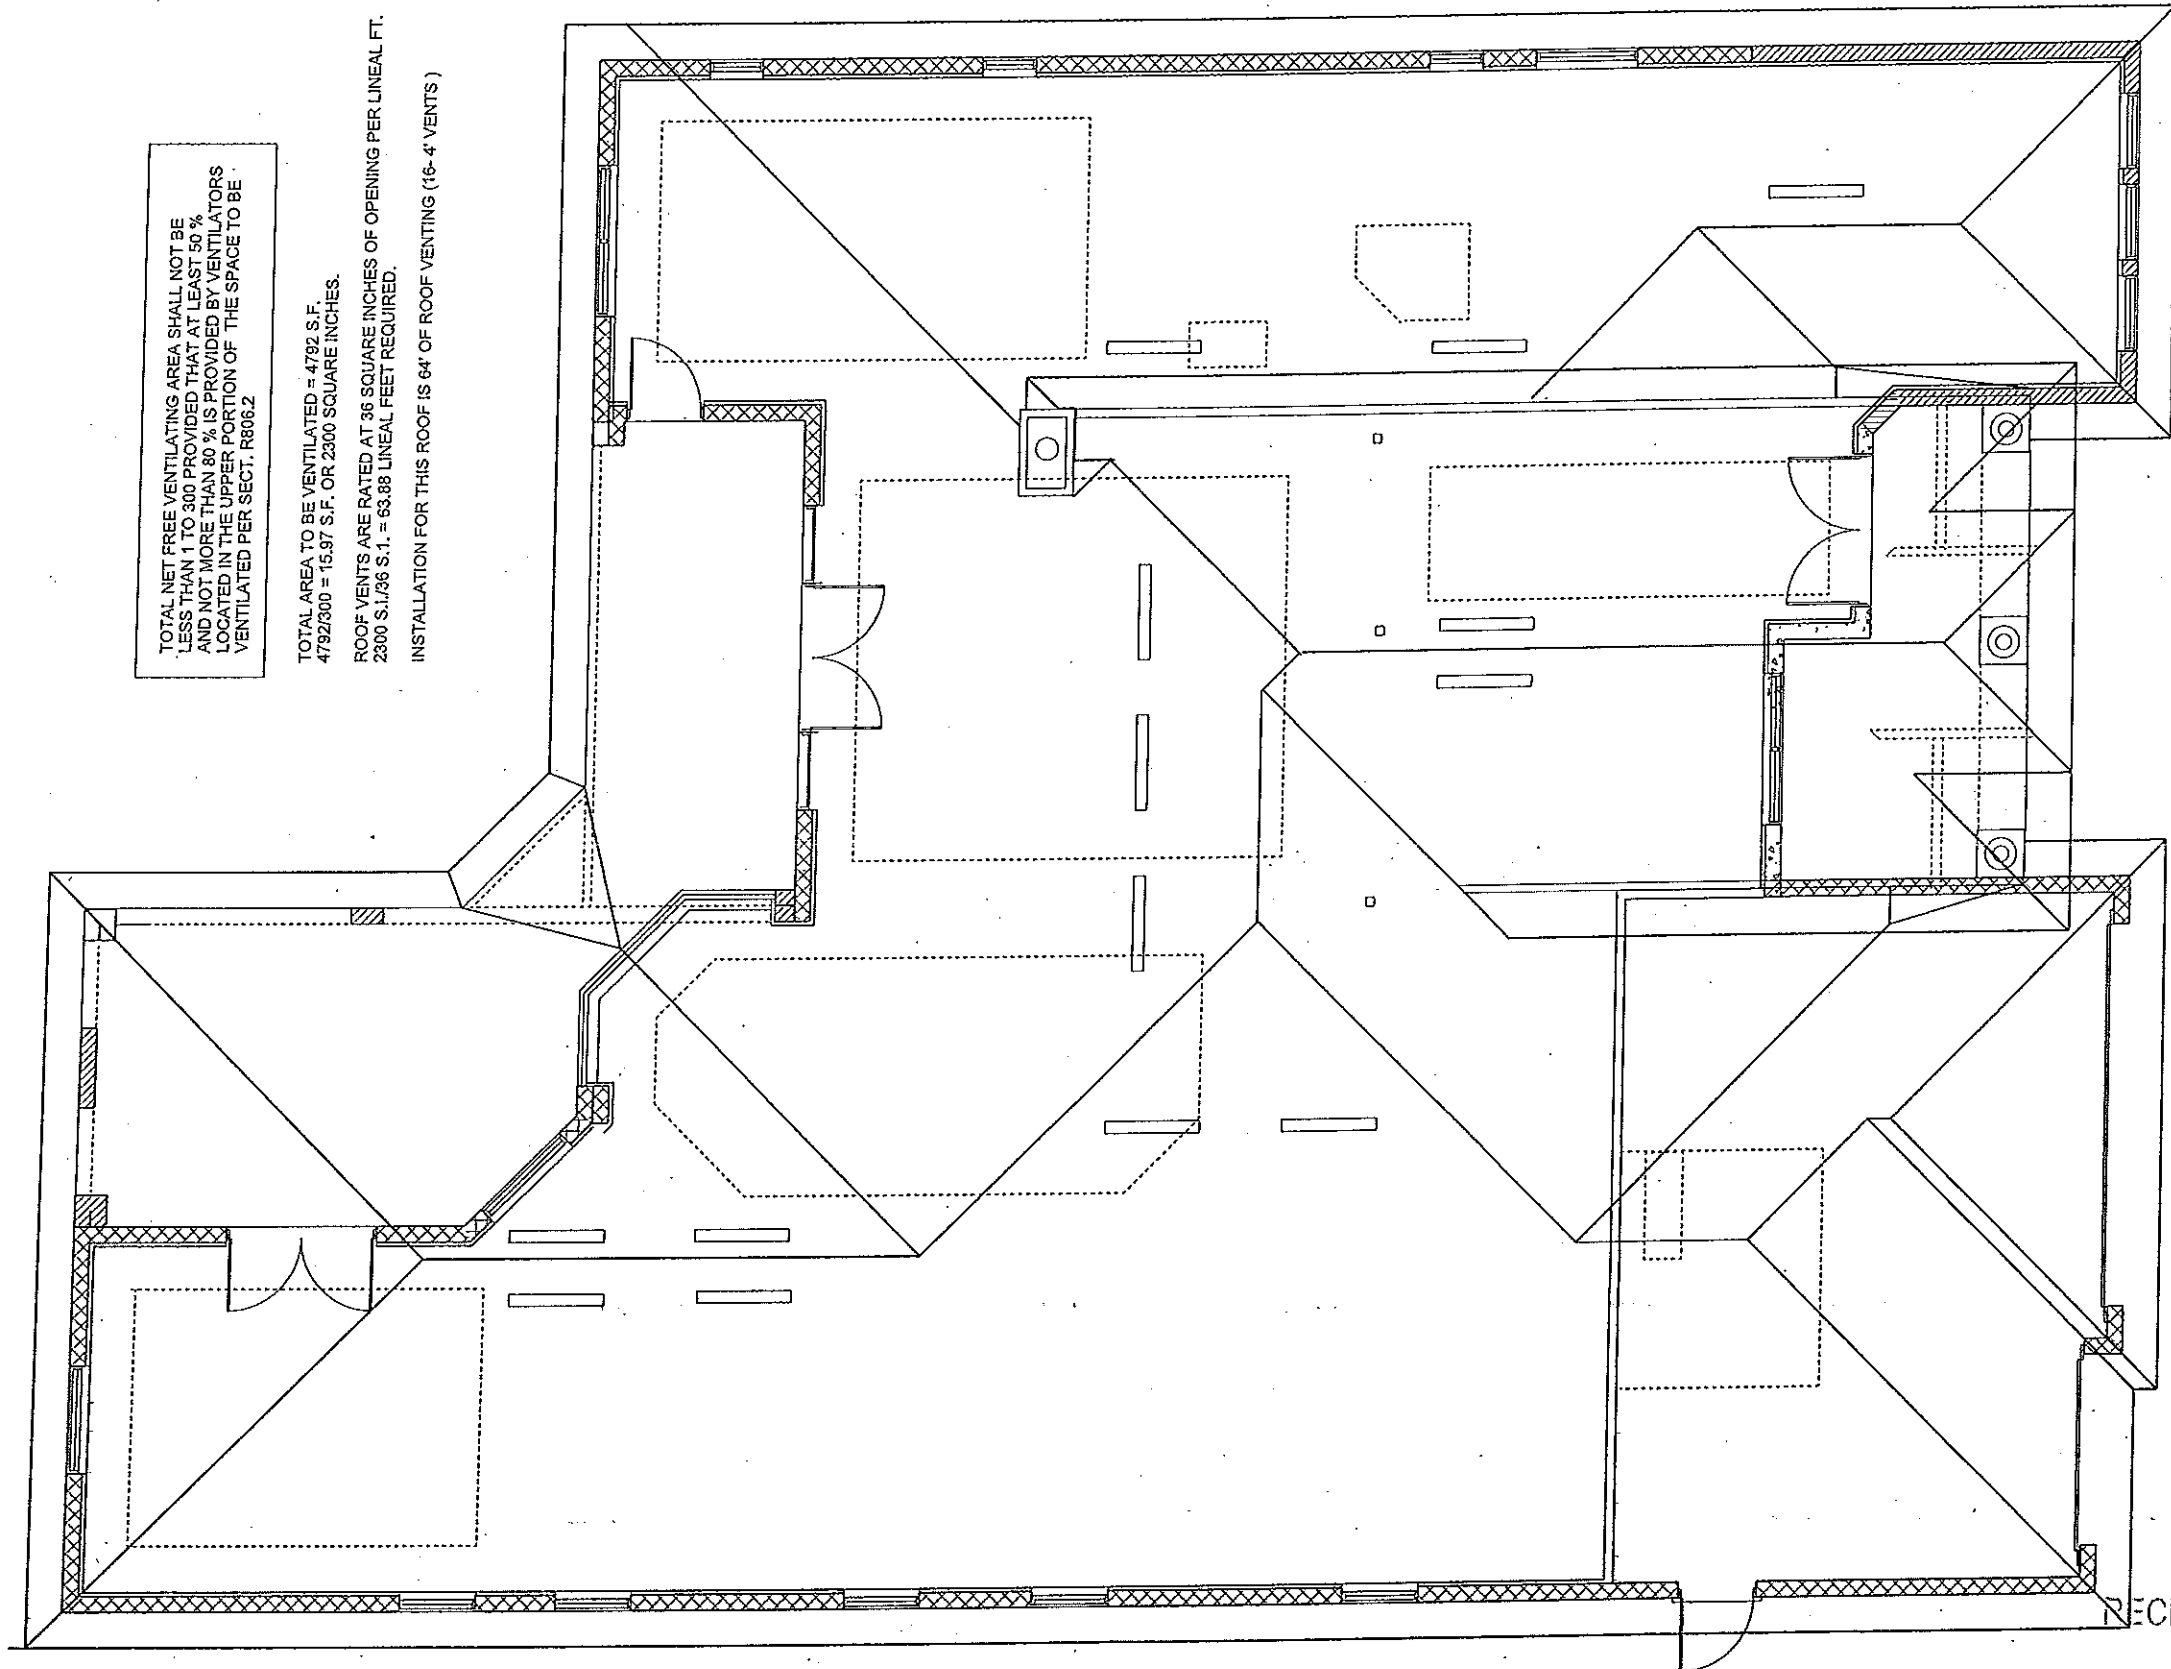 TOTAL NET FREE VENTILATING AREA SHALL NOT BE
LESS THAN 1 TO 300 PROVIDED THAT AT LEAST 50 %
AND NOT MORE THAN 80 % IS PROVIDED BY VENTILATORS
LOCATED IN THE UPPER PORTION OF THE SPACE TO BE
VENTILATED PER SECT. R806.2
TOTAL AREA TO BE VENTILATED = 4792 S.F.
4792/300 = 15.97 S.F. OR 2300 SQUARE INCHES.
ROOF VENTS ARE RATED AT 36 SQUARE INCHES OF OPENING PER LINEAL FT.
2300 S.I./36 S.1. = 63.88 LINEAL FEET REQUIRED.
INSTALLATION FOR THIS ROOF IS 64' OF ROOF VENTING (16- 4' VENTS )